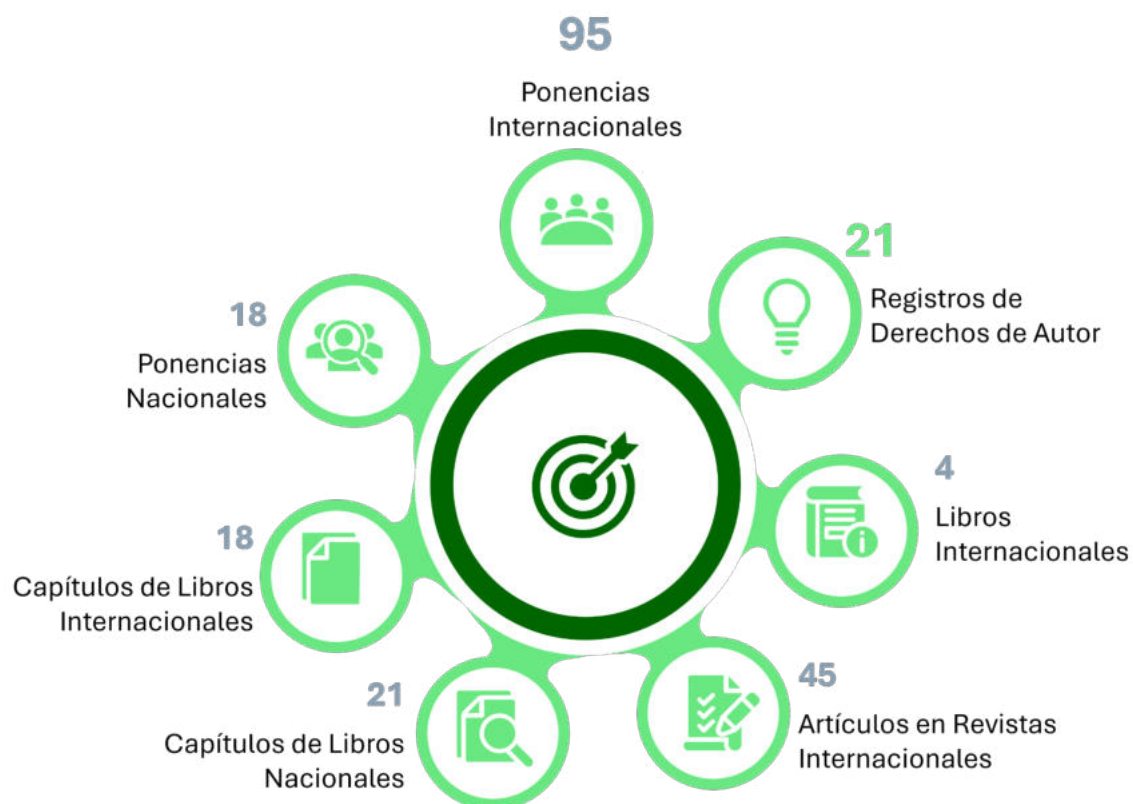 95
Ponencias
Internacionales
21
Registros de
Derechos de Autor
4
Libros
Internacionales
45
Artículos en Revistas
Internacionales
21
Capítulos de Libros
Nacionales
18
Capítulos de Libros
Internacionales
18
Ponencias
Nacionales